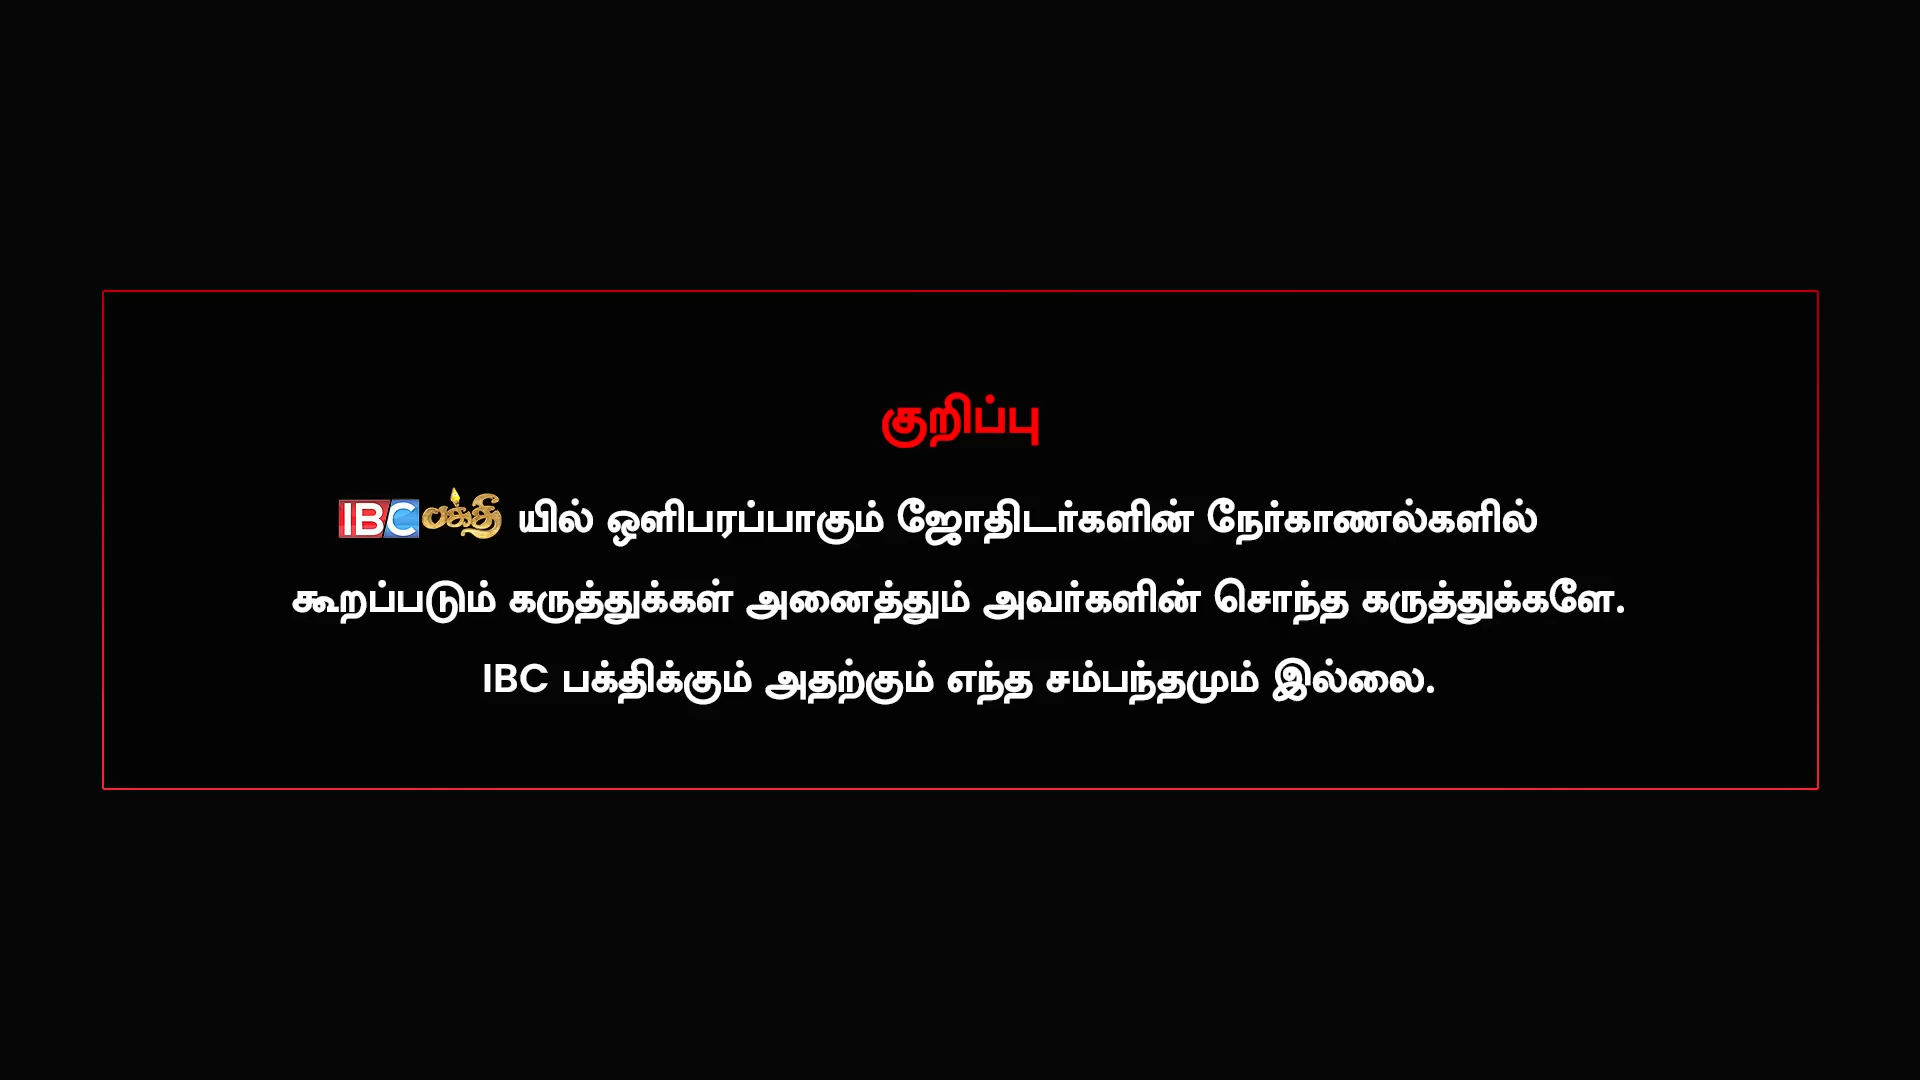 குறிப்பு
IBC பக்தி யில் ஒளிபரப்பாகும் ஜோதிடர்களின் நேர்காணல்களில்
கூறப்படும் கருத்துக்கள் அனைத்தும் அவர்களின் சொந்த கருத்துக்களே.
IBC பக்திக்கும் அதற்கும் எந்த சம்பந்தமும் இல்லை.